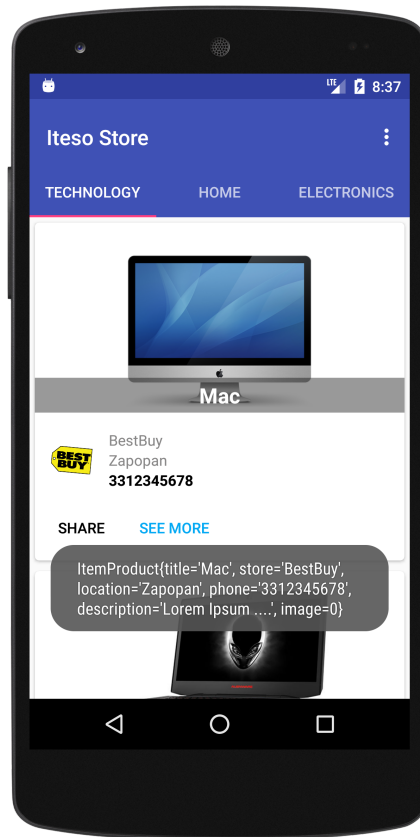 LTE 8:37
Iteso Store
TECHNOLOGY HOME ELECTRONICS
Mac
BEST BUY
BestBuy
Zapopan
3312345678
SHARE SEE MORE
ItemProduct{title='Mac', store='BestBuy',
location='Zapopan', phone='3312345678',
description='Lorem Ipsum ....', image=0}